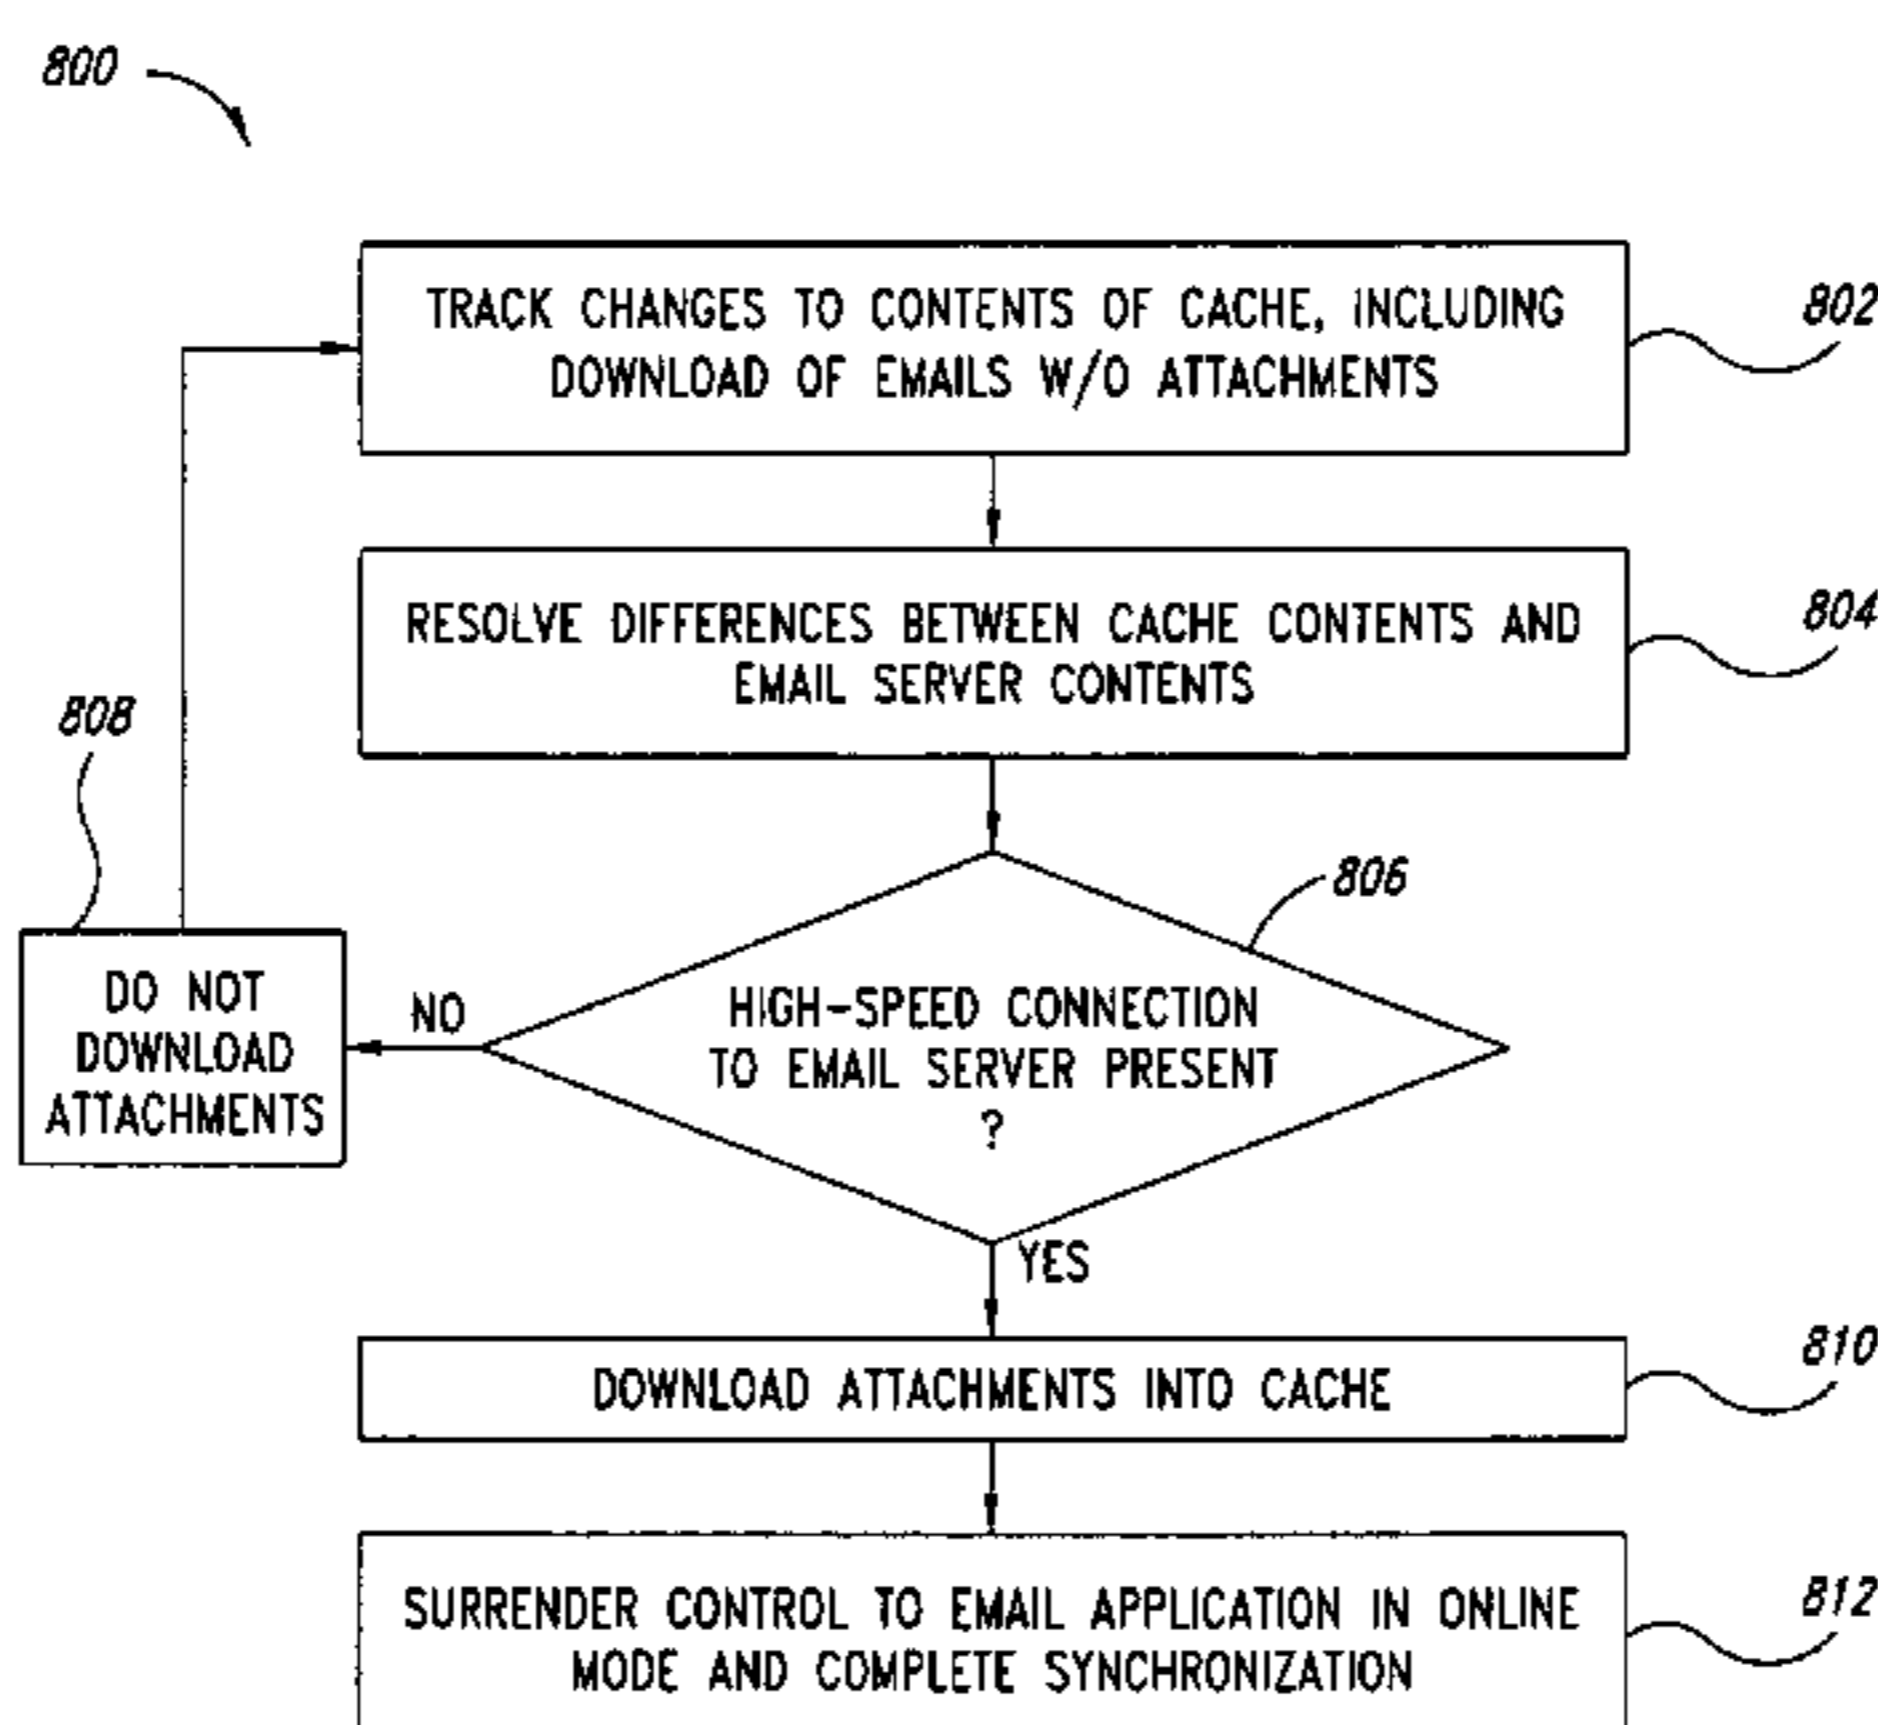 800
TRACK CHANGES TO CONTENTS OF CACHE, INCLUDING
DOWNLOAD OF EMAILS W/O ATTACHMENTS
802
RESOLVE DIFFERENCES BETWEEN CACHE CONTENTS AND
EMAIL SERVER CONTENTS
804
808
DO NOT
DOWNLOAD
ATTACHMENTS
NO
806
HIGH-SPEED CONNECTION
TO EMAIL SERVER PRESENT
?
YES
DOWNLOAD ATTACHMENTS INTO CACHE
810
SURRENDER CONTROL TO EMAIL APPLICATION IN ONLINE
MODE AND COMPLETE SYNCHRONIZATION
812